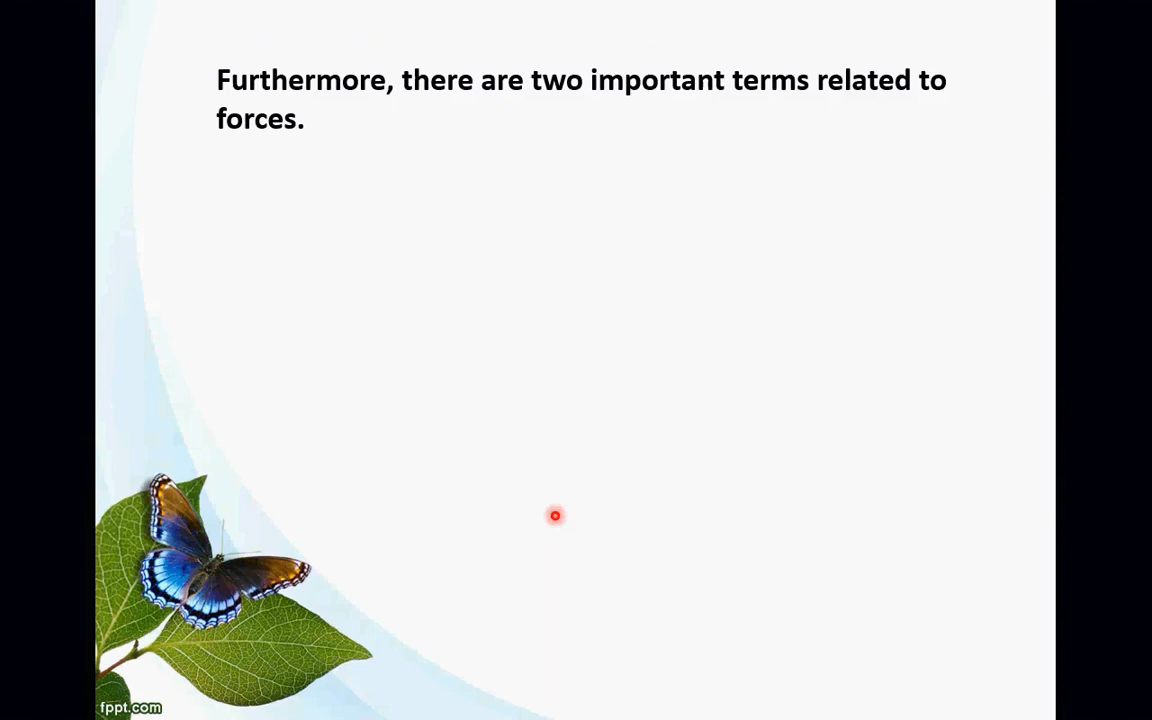 Furthermore, there are two important terms related to
forces.
fppt.com